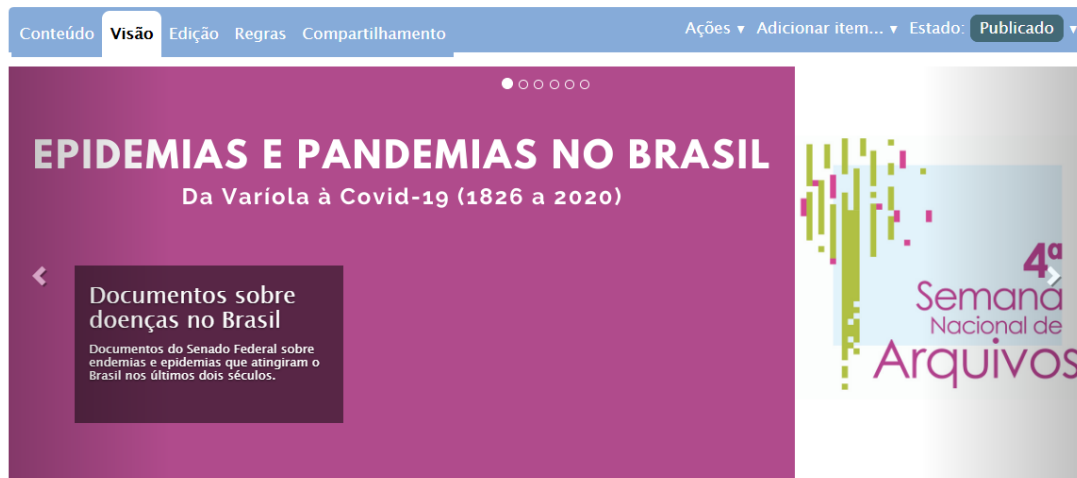 Conteúdo Visão Edição Regras Compartilhamento Ações ▾ Adicionar item... ▾ Estado: Publicado ▾
EPIDEMIAS E PANDEMIAS NO BRASIL
Da Varíola à Covid-19 (1826 a 2020)
Documentos sobre
doenças no Brasil
Documentos do Senado Federal sobre
endemias e epidemias que atingiram o
Brasil nos últimos dois séculos.
4ª
Semana
Nacional de
Arquivos